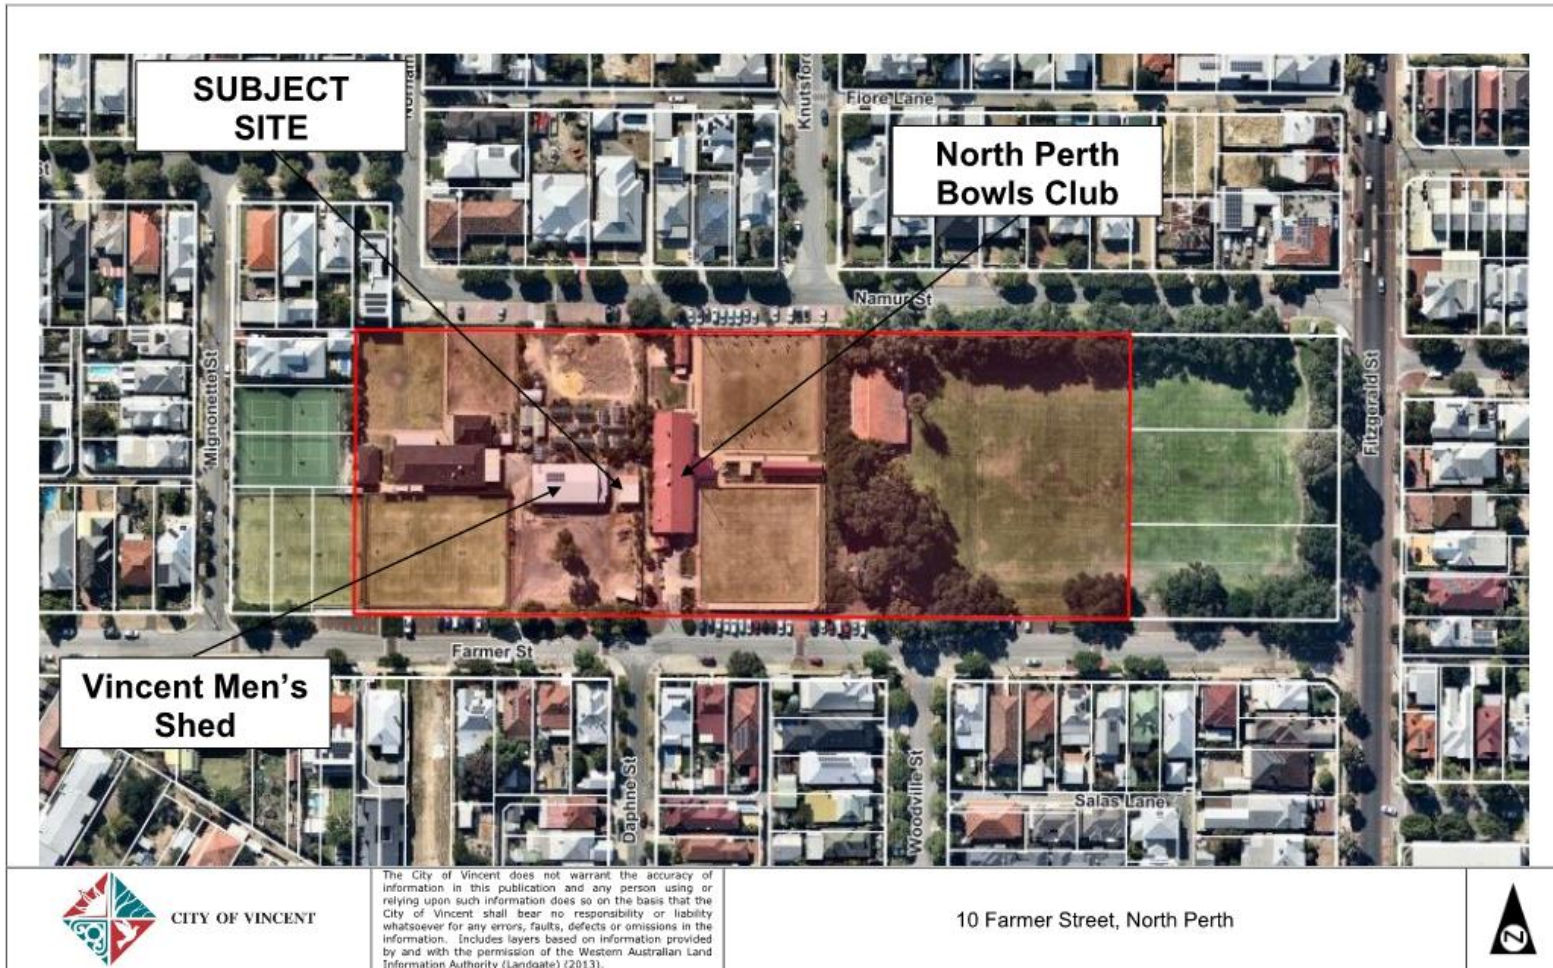 SUBJECT
SITE
Knutsford
Fiore Lane
North Perth
Bowls Club
Namur St
Mignonette St
Fitzgerald St
Farmer St
Vincent Men’s
Shed
Daphne St
Woodville St
Salas Lane
CITY OF VINCENT
The City of Vincent does not warrant the accuracy of
information in this publication and any person using or
relying upon such information does so on the basis that the
City of Vincent shall bear no responsibility or liability
whatsoever for any errors, faults, defects or omissions in the
information. Includes layers based on information provided
by and with the permission of the Western Australian Land
Information Authority (Landgate) (2013).
10 Farmer Street, North Perth
N